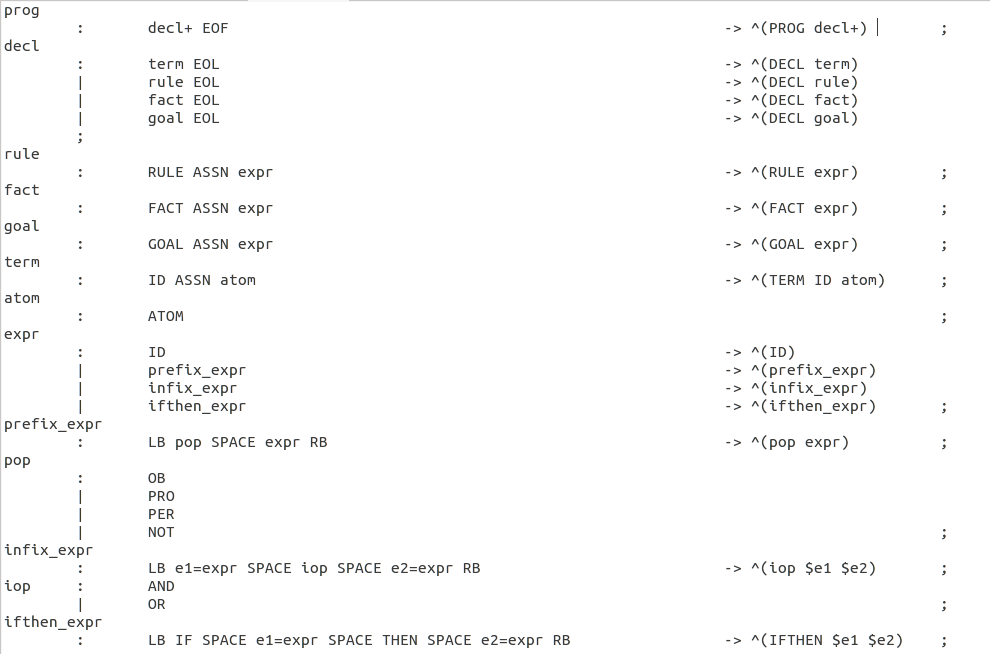 prog
: decl+ EOF -> ^(PROG decl+) ;
decl
: term EOL -> ^(DECL term)
| rule EOL -> ^(DECL rule)
| fact EOL -> ^(DECL fact)
| goal EOL -> ^(DECL goal)
;
rule
: RULE ASSN expr -> ^(RULE expr) ;
fact
: FACT ASSN expr -> ^(FACT expr) ;
goal
: GOAL ASSN expr -> ^(GOAL expr) ;
term
: ID ASSN atom -> ^(TERM ID atom) ;
atom
: ATOM ;
expr
: ID -> ^(ID)
| prefix_expr -> ^(prefix_expr)
| infix_expr -> ^(infix_expr)
| ifthen_expr -> ^(ifthen_expr) ;
prefix_expr
: LB pop SPACE expr RB -> ^(pop expr) ;
pop
: OB
| PRO
| PER
| NOT ;
infix_expr
: LB e1=expr SPACE iop SPACE e2=expr RB -> ^(iop $e1 $e2) ;
iop : AND
| OR ;
ifthen_expr
: LB IF SPACE e1=expr SPACE THEN SPACE e2=expr RB -> ^(IFTHEN $e1 $e2) ;